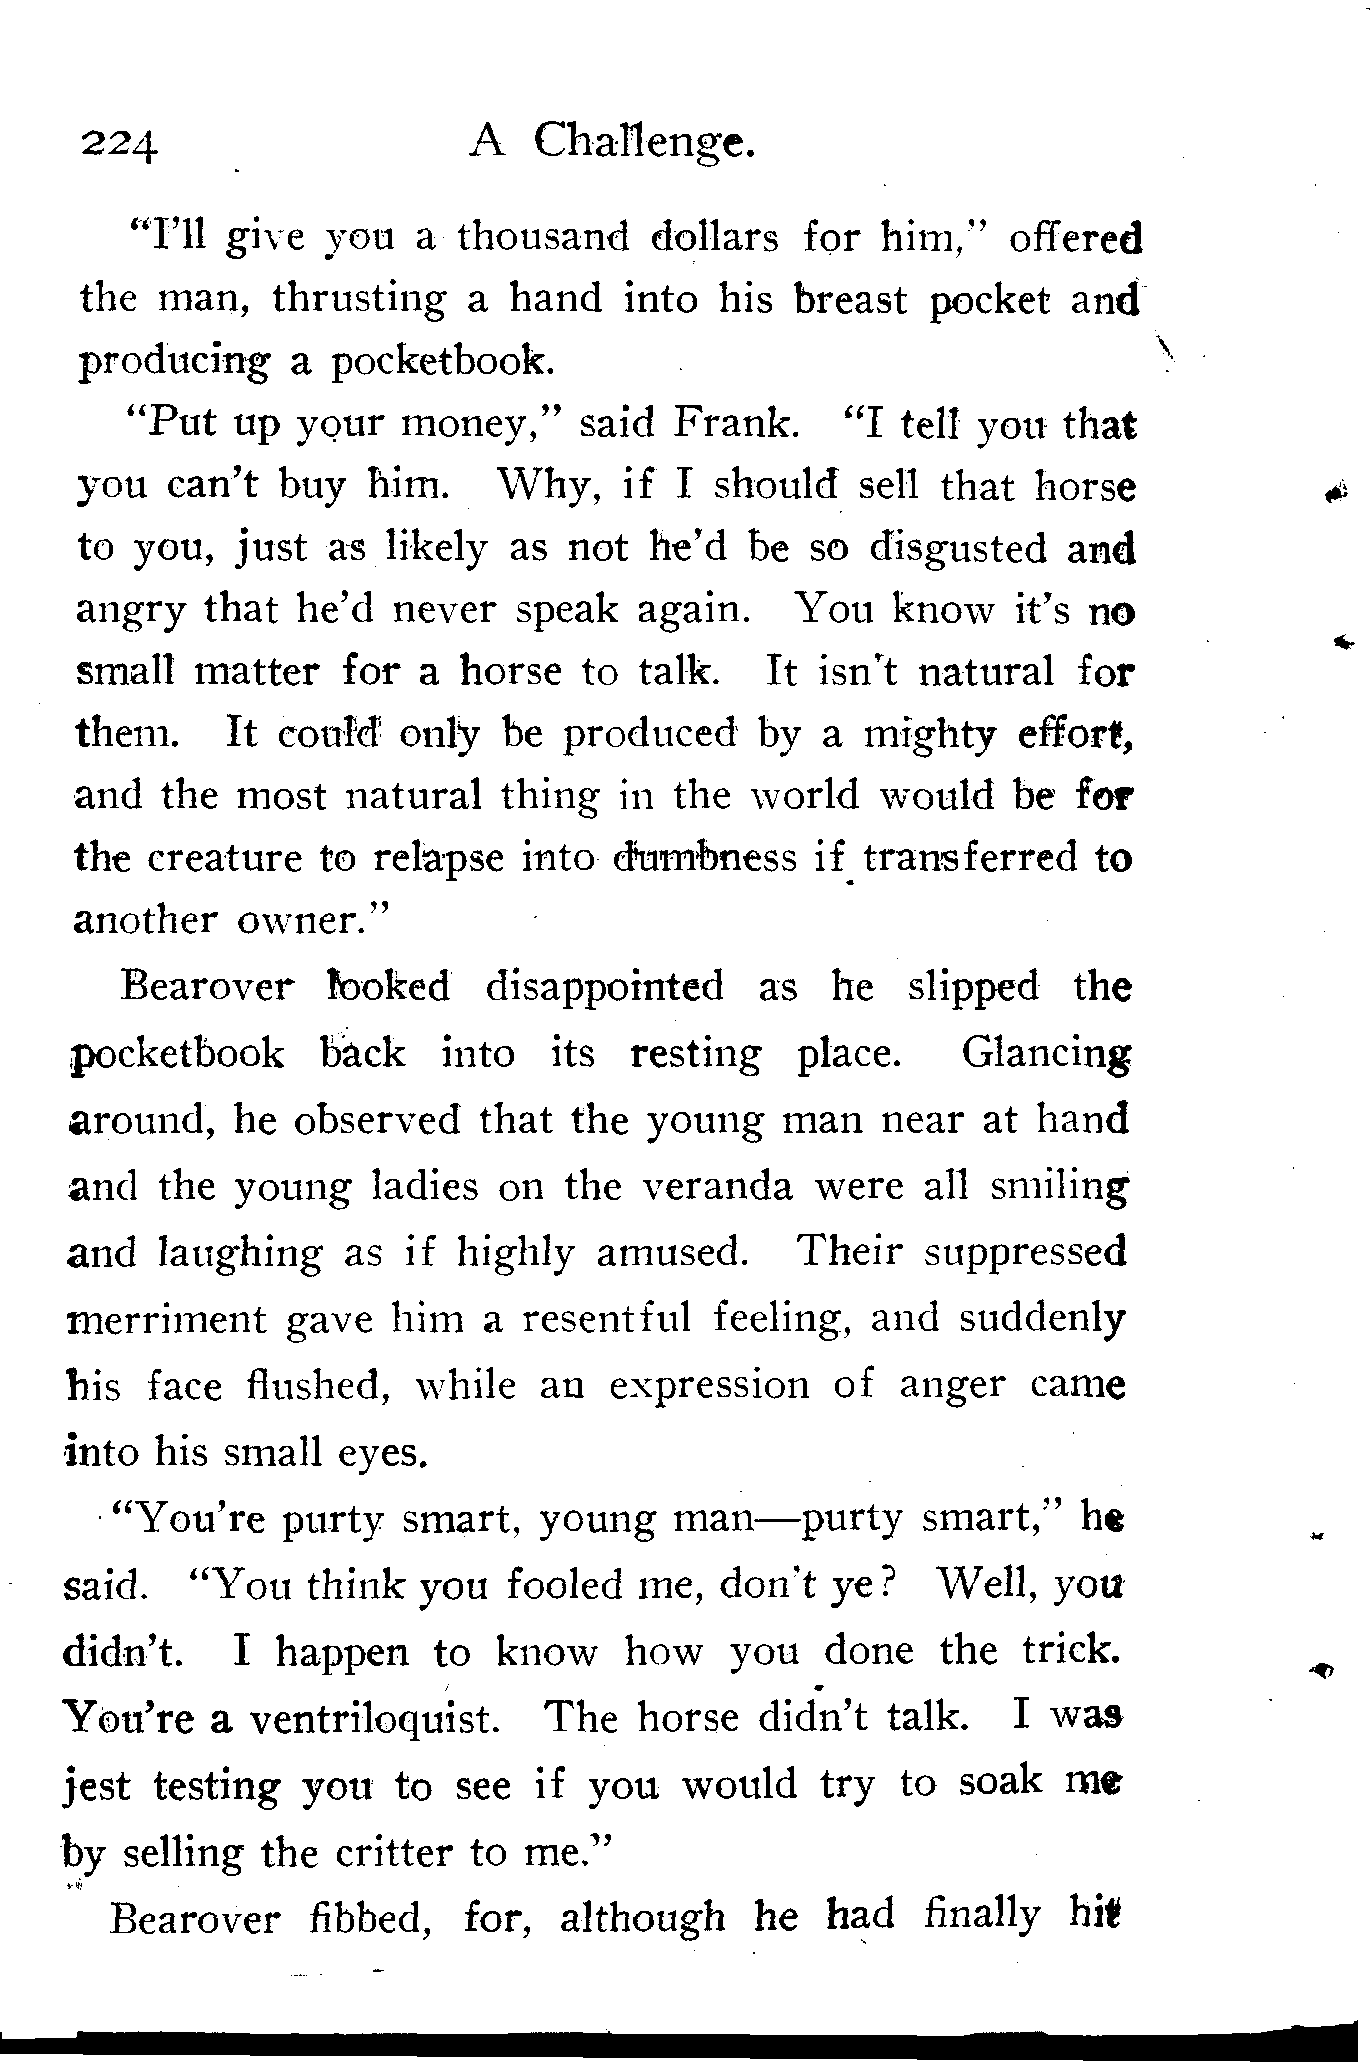 224 A Challenge.
“I’ll give you a thousand dollars for him,” offered
the man, thrusting a hand into his breast pocket and
producing a pocketbook.
“Put up your money,” said Frank. “I tell you that
you can’t buy him. Why, if I should sell that horse
to you, just as likely as not he’d be so disgusted and
angry that he’d never speak again. You know it’s no
small matter for a horse to talk. It isn’t natural for
them. It could only be produced by a mighty effort,
and the most natural thing in the world would be for
the creature to relapse into dumbness if transferred to
another owner.”
Bearover looked disappointed as he slipped the
pocketbook back into its resting place. Glancing
around, he observed that the young man near at hand
and the young ladies on the veranda were all smiling
and laughing as if highly amused. Their suppressed
merriment gave him a resentful feeling, and suddenly
his face flushed, while an expression of anger came
into his small eyes.
“You’re purty smart, young man—purty smart,” he
said. “You think you fooled me, don’t ye? Well, you
didn’t. I happen to know how you done the trick.
You’re a ventriloquist. The horse didn’t talk. I was
jest testing you to see if you would try to soak me
by selling the critter to me.”
Bearover fibbed, for, although he had finally hit